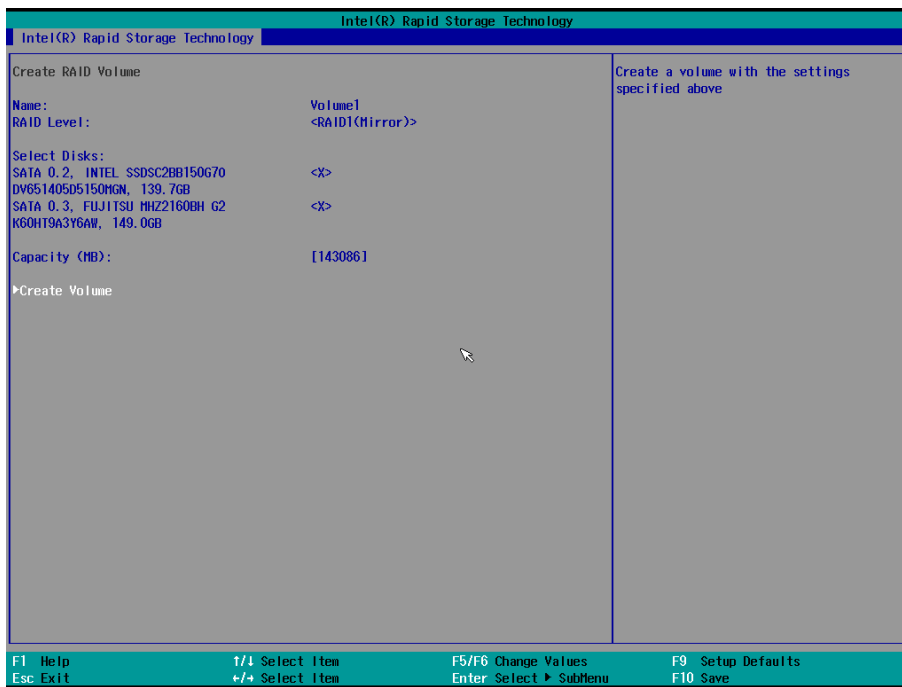 Intel(R) Rapid Storage Technology
Intel(R) Rapid Storage Technology
Create RAID Volume
Name: Volume1
RAID Level: <RAID1(Mirror)>
Select Disks:
SATA 0.2, INTEL SSDSC2BB150G70 <X>
DV651405D5150MGN, 139.7GB
SATA 0.3, FUJITSU MHZ2160BH G2 <X>
K60HT9A3Y6AW, 149.0GB
Capacity (MB): [143086]
▶Create Volume
Create a volume with the settings
specified above
F1 Help ↑/↓ Select Item F5/F6 Change Values F9 Setup Defaults
Esc Exit ←/→ Select Item Enter Select ▶ SubMenu F10 Save